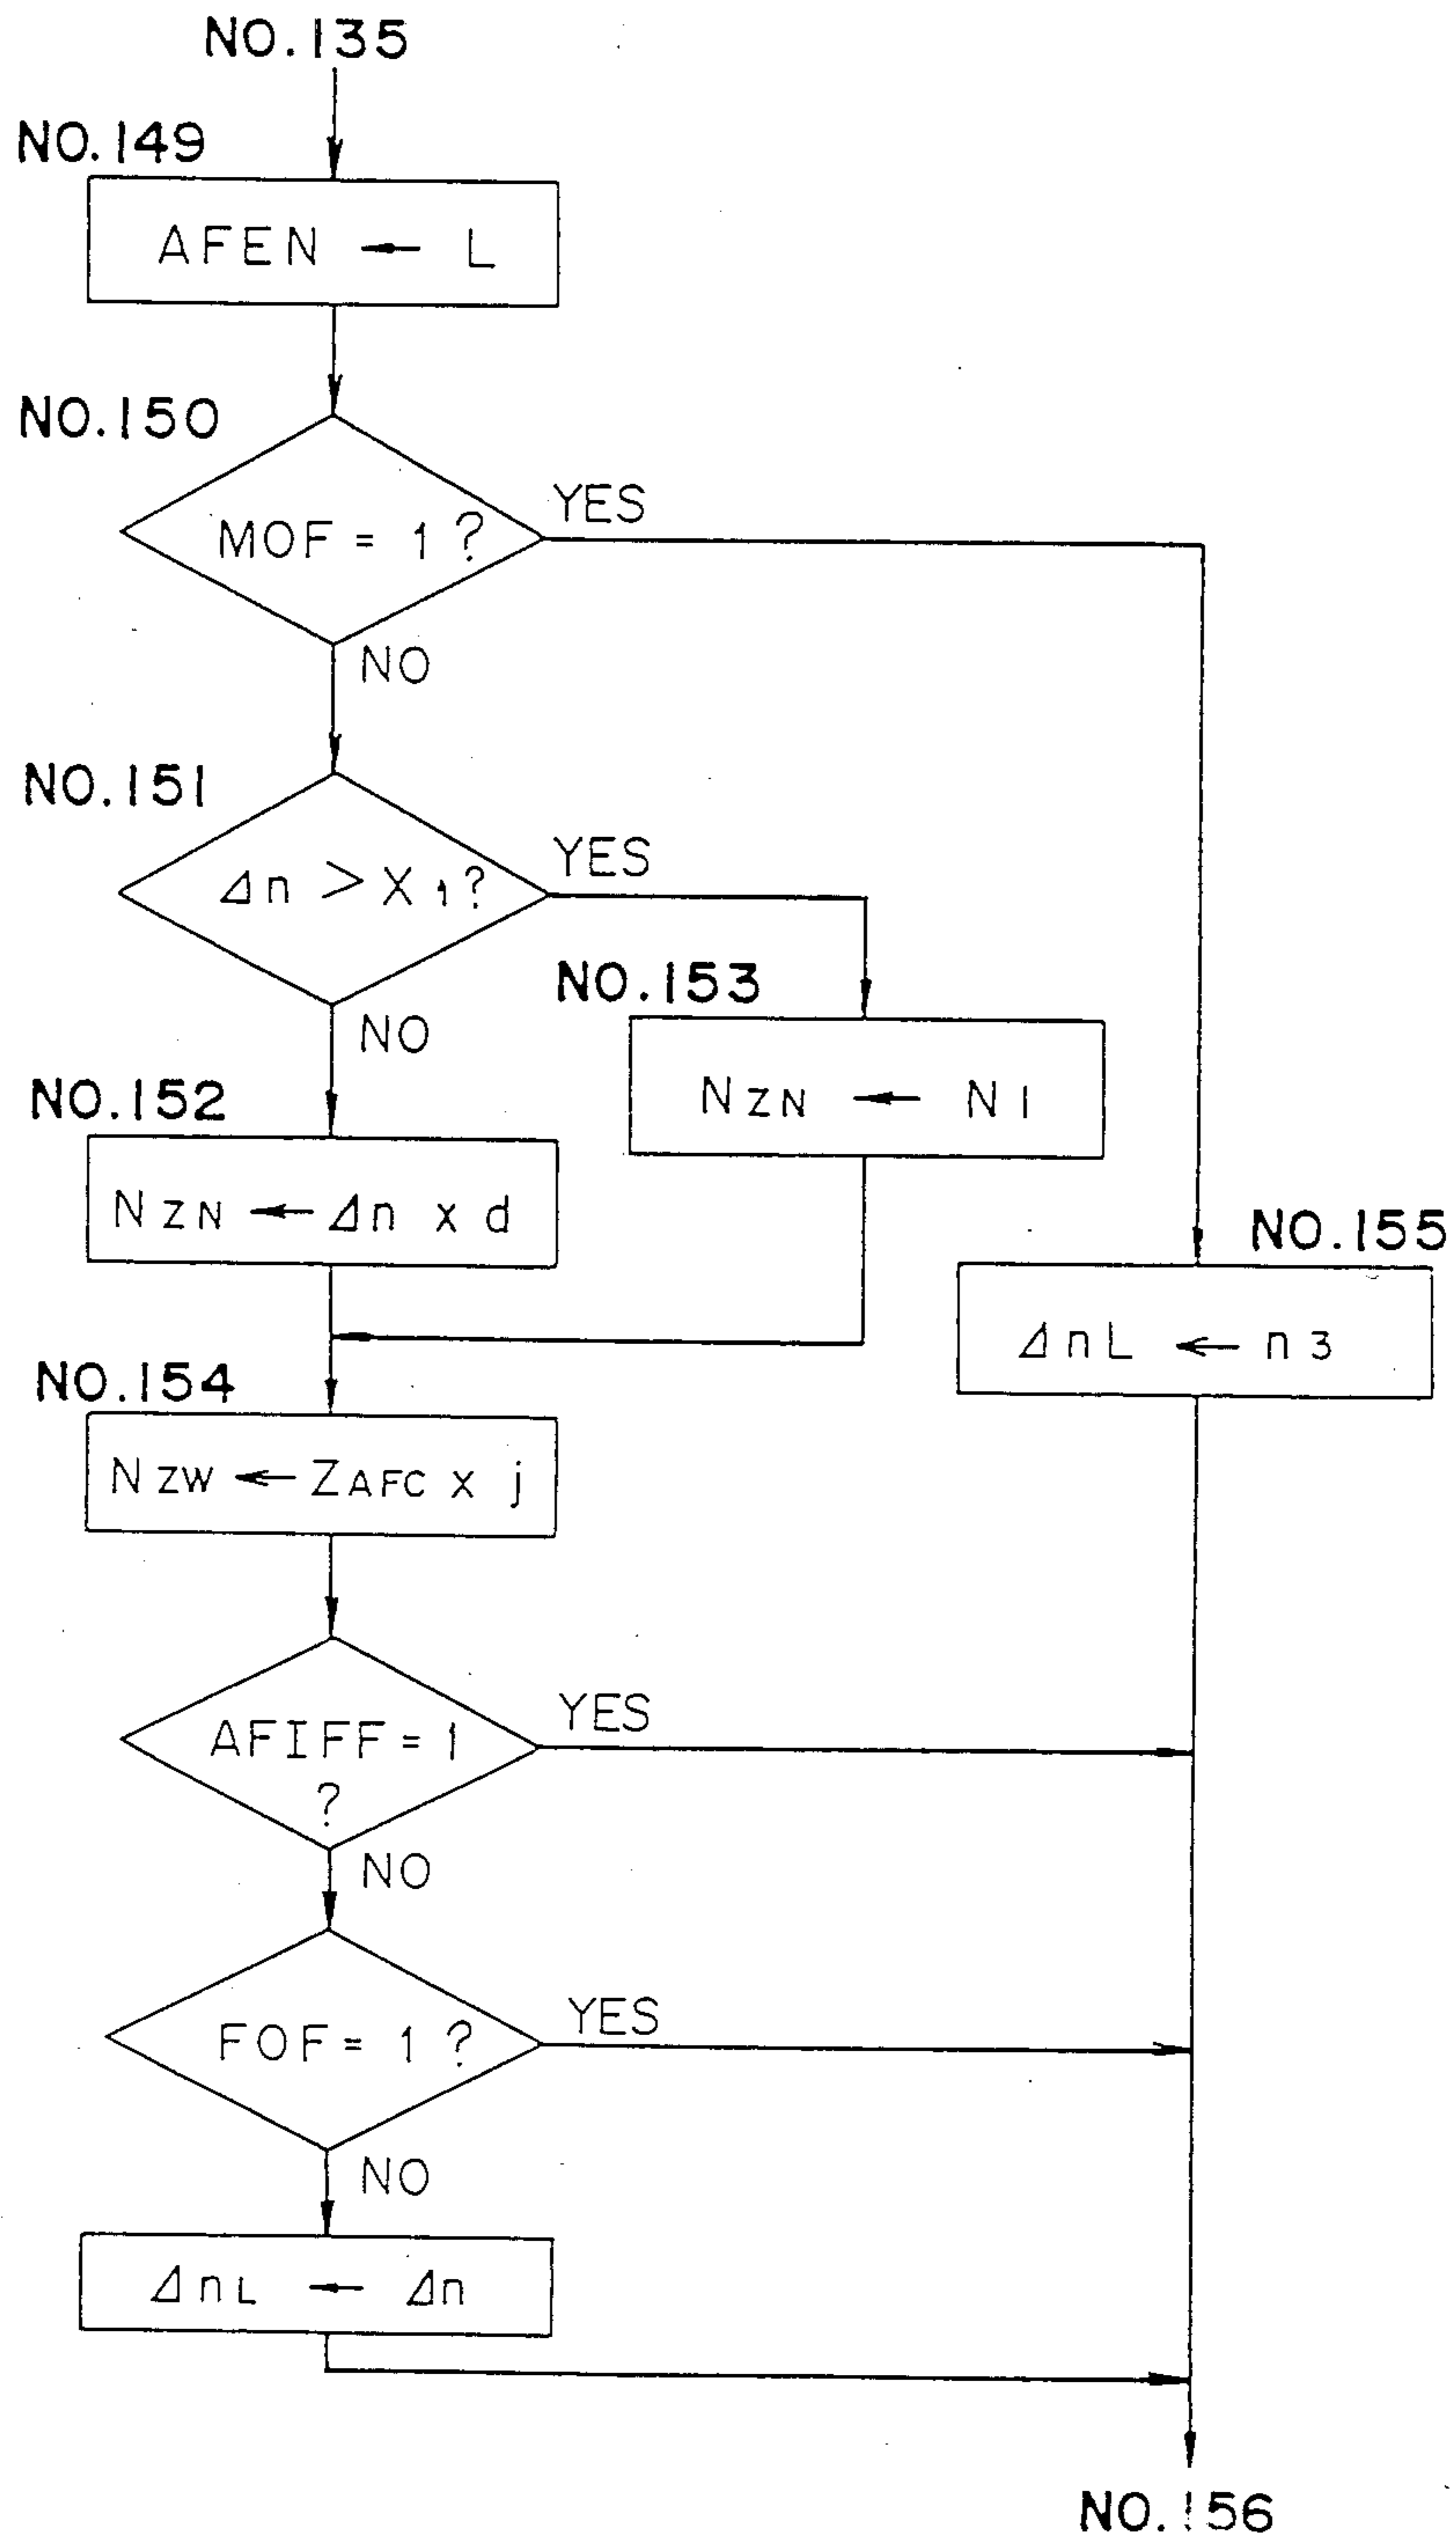 NO.135
NO.149
AFEN ← L
NO.150
MOF = 1 ?
YES
NO
NO.151
Δn > X1?
YES
NO
NO.153
NZN ← N1
NO.152
NZN ← Δn x d
NO.155
ΔnL ← n3
NO.154
NZW ← ZAFC x j
AFIFF = 1
?
YES
NO
FOF = 1 ?
YES
NO
ΔnL ← Δn
NO.156